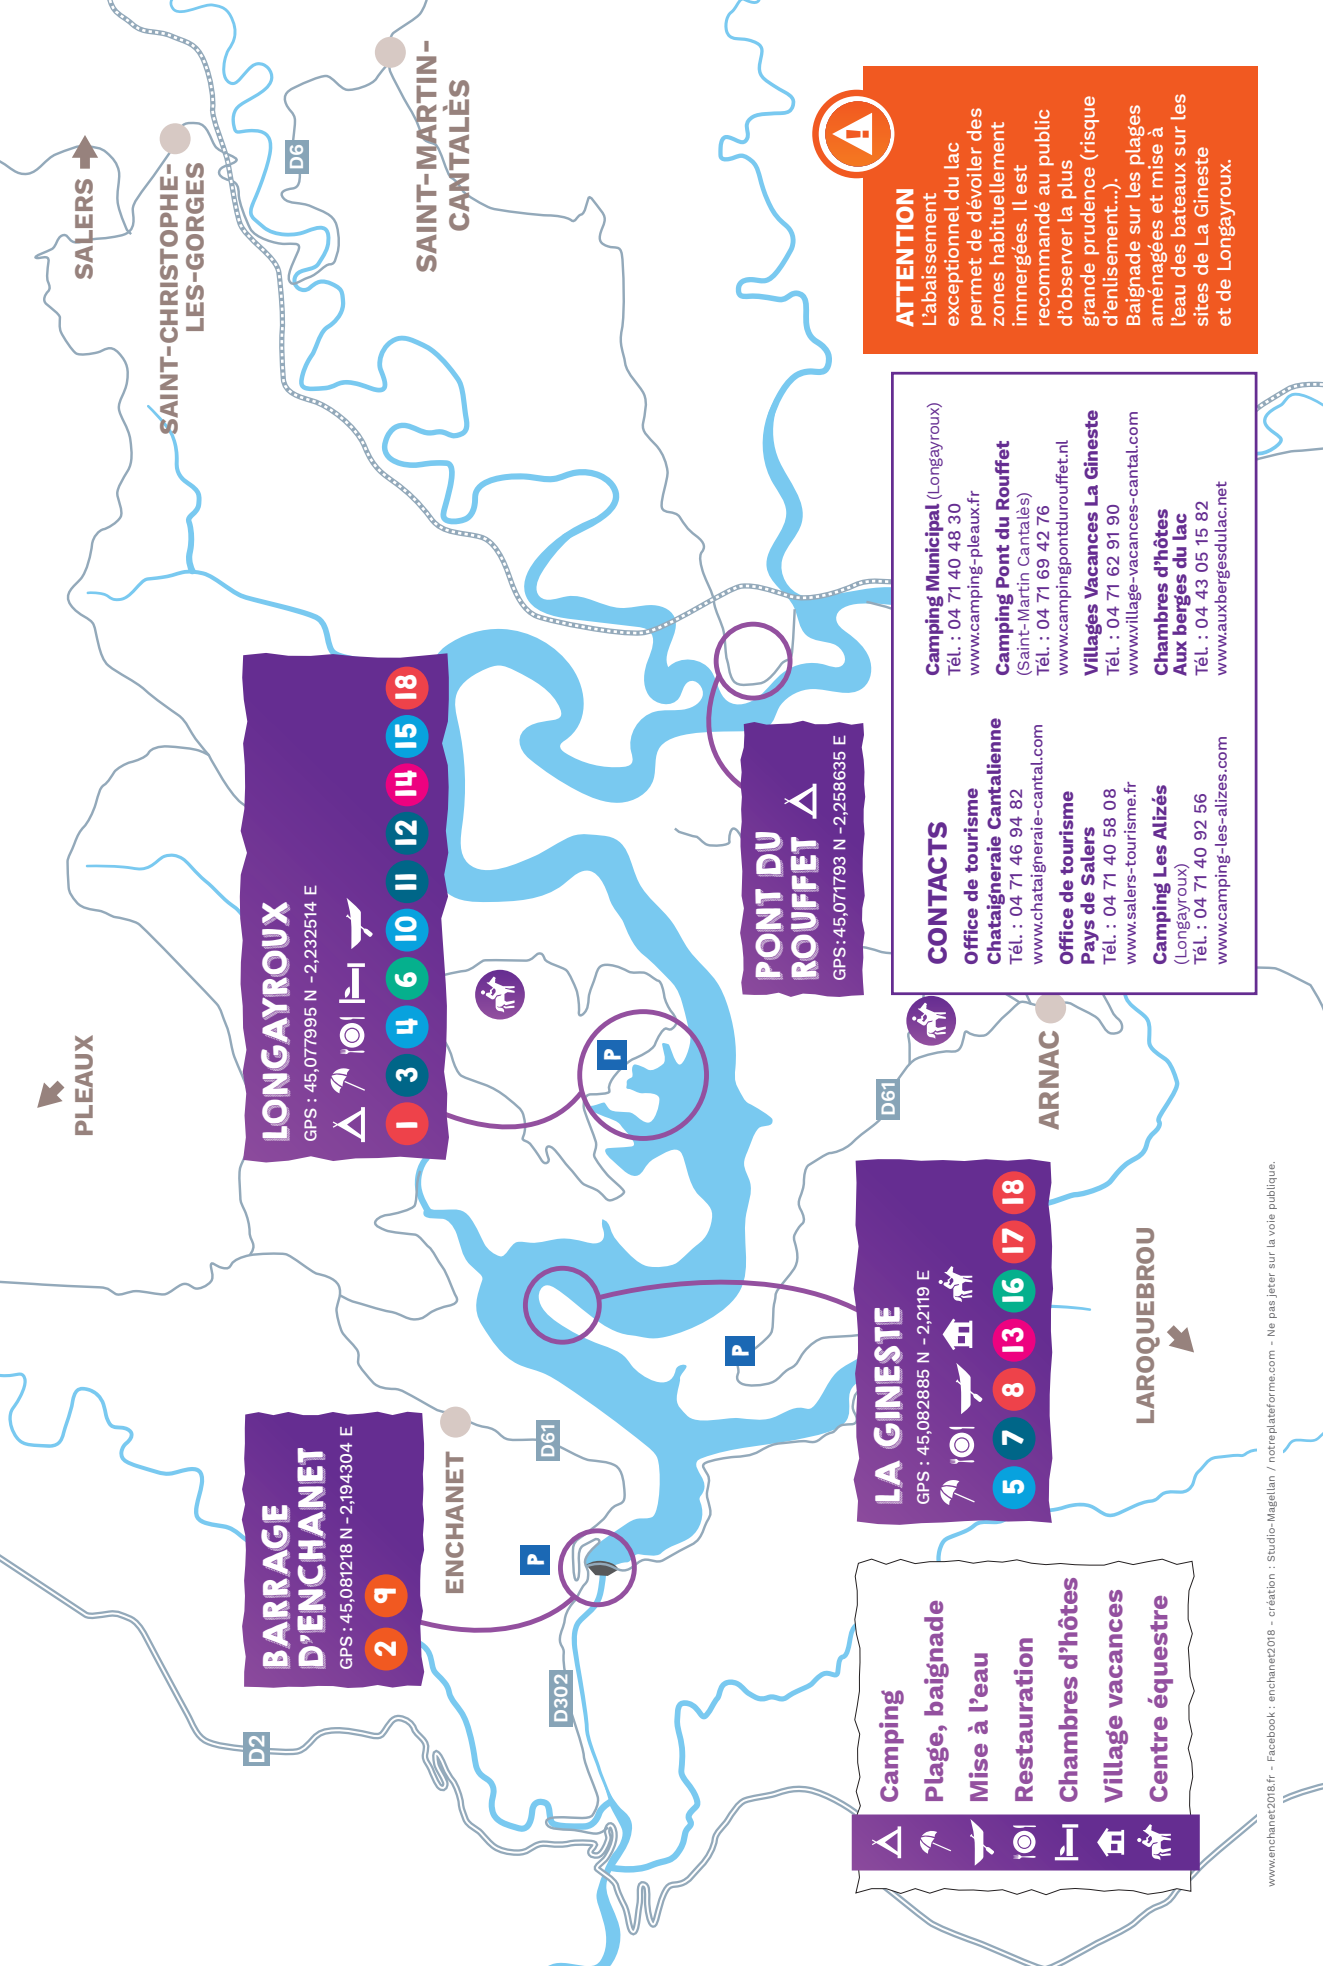 BARRAGE
D'ENCHANET
GPS : 45,081218 N -2,194304 E
2 9
LONGAYROUX
GPS : 45,077995 N -2,232514 E
1 3 4 6 10 11 12 14 15 18
PLEAUX
SALERS
SAINT-CHRISTOPHE-
LES-GORGES
SAINT-MARTIN-
CANTALÈS
D6
D2
ENCHANET
D61
P
D302
P
P
PONT DU
ROUFFET
GPS : 45,071793 N -2,258635 E
LA GINESTE
GPS : 45,082885 N -2,2119 E
5 7 8 13 16 17 18
D61
ARNAC
LAROQUEBROU
Camping
Plage, baignade
Mise à l'eau
Restauration
Chambres d'hôtes
Village vacances
Centre équestre
CONTACTS
Office de tourisme
Chataigneraie Cantalienne
Tél. : 04 71 46 94 82
www.chataigneraie-cantal.com
Office de tourisme
Pays de Salers
Tél. : 04 71 40 58 08
www.salers-tourisme.fr
Camping Les Alizés
(Longayroux)
Tél. : 04 71 40 92 56
www.camping-les-alizes.com
Camping Municipal (Longayroux)
Tél. : 04 71 40 48 30
www.camping-pleaux.fr
Camping Pont du Rouffet
(Saint-Martin Cantalès)
Tél. : 04 71 69 42 76
www.campingpontdurouffet.nl
Villages Vacances La Gineste
Tél. : 04 71 62 91 90
www.village-vacances-cantal.com
Chambres d'hôtes
Aux berges du lac
Tél. : 04 43 05 15 82
www.auxbergesdulac.net
ATTENTION
L'abaissement
exceptionnel du lac
permet de dévoiler des
zones habituellement
immergées. Il est
recommandé au public
d'observer la plus
grande prudence (risque
d'enlisement...).
Baignade sur les plages
aménagées et mise à
l'eau des bateaux sur les
sites de La Gineste
et de Longayroux.
www.enchanet2018.fr - Facebook : enchanet2018 - création : Studio-Magellan / notreplateforme.com - Ne pas jeter sur la voie publique.